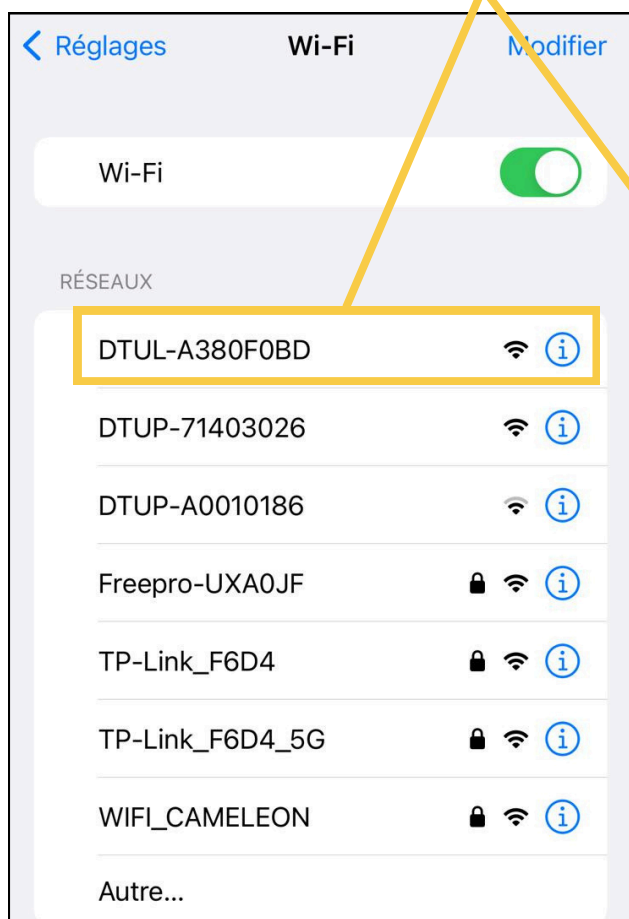 Réglages Wi-Fi Modifier
Wi-Fi
RÉSEAUX
DTUL-A380F0BD
DTUP-71403026
DTUP-A0010186
Freepro-UXA0JF
TP-Link_F6D4
TP-Link_F6D4_5G
WIFI_CAMELEON
Autre...